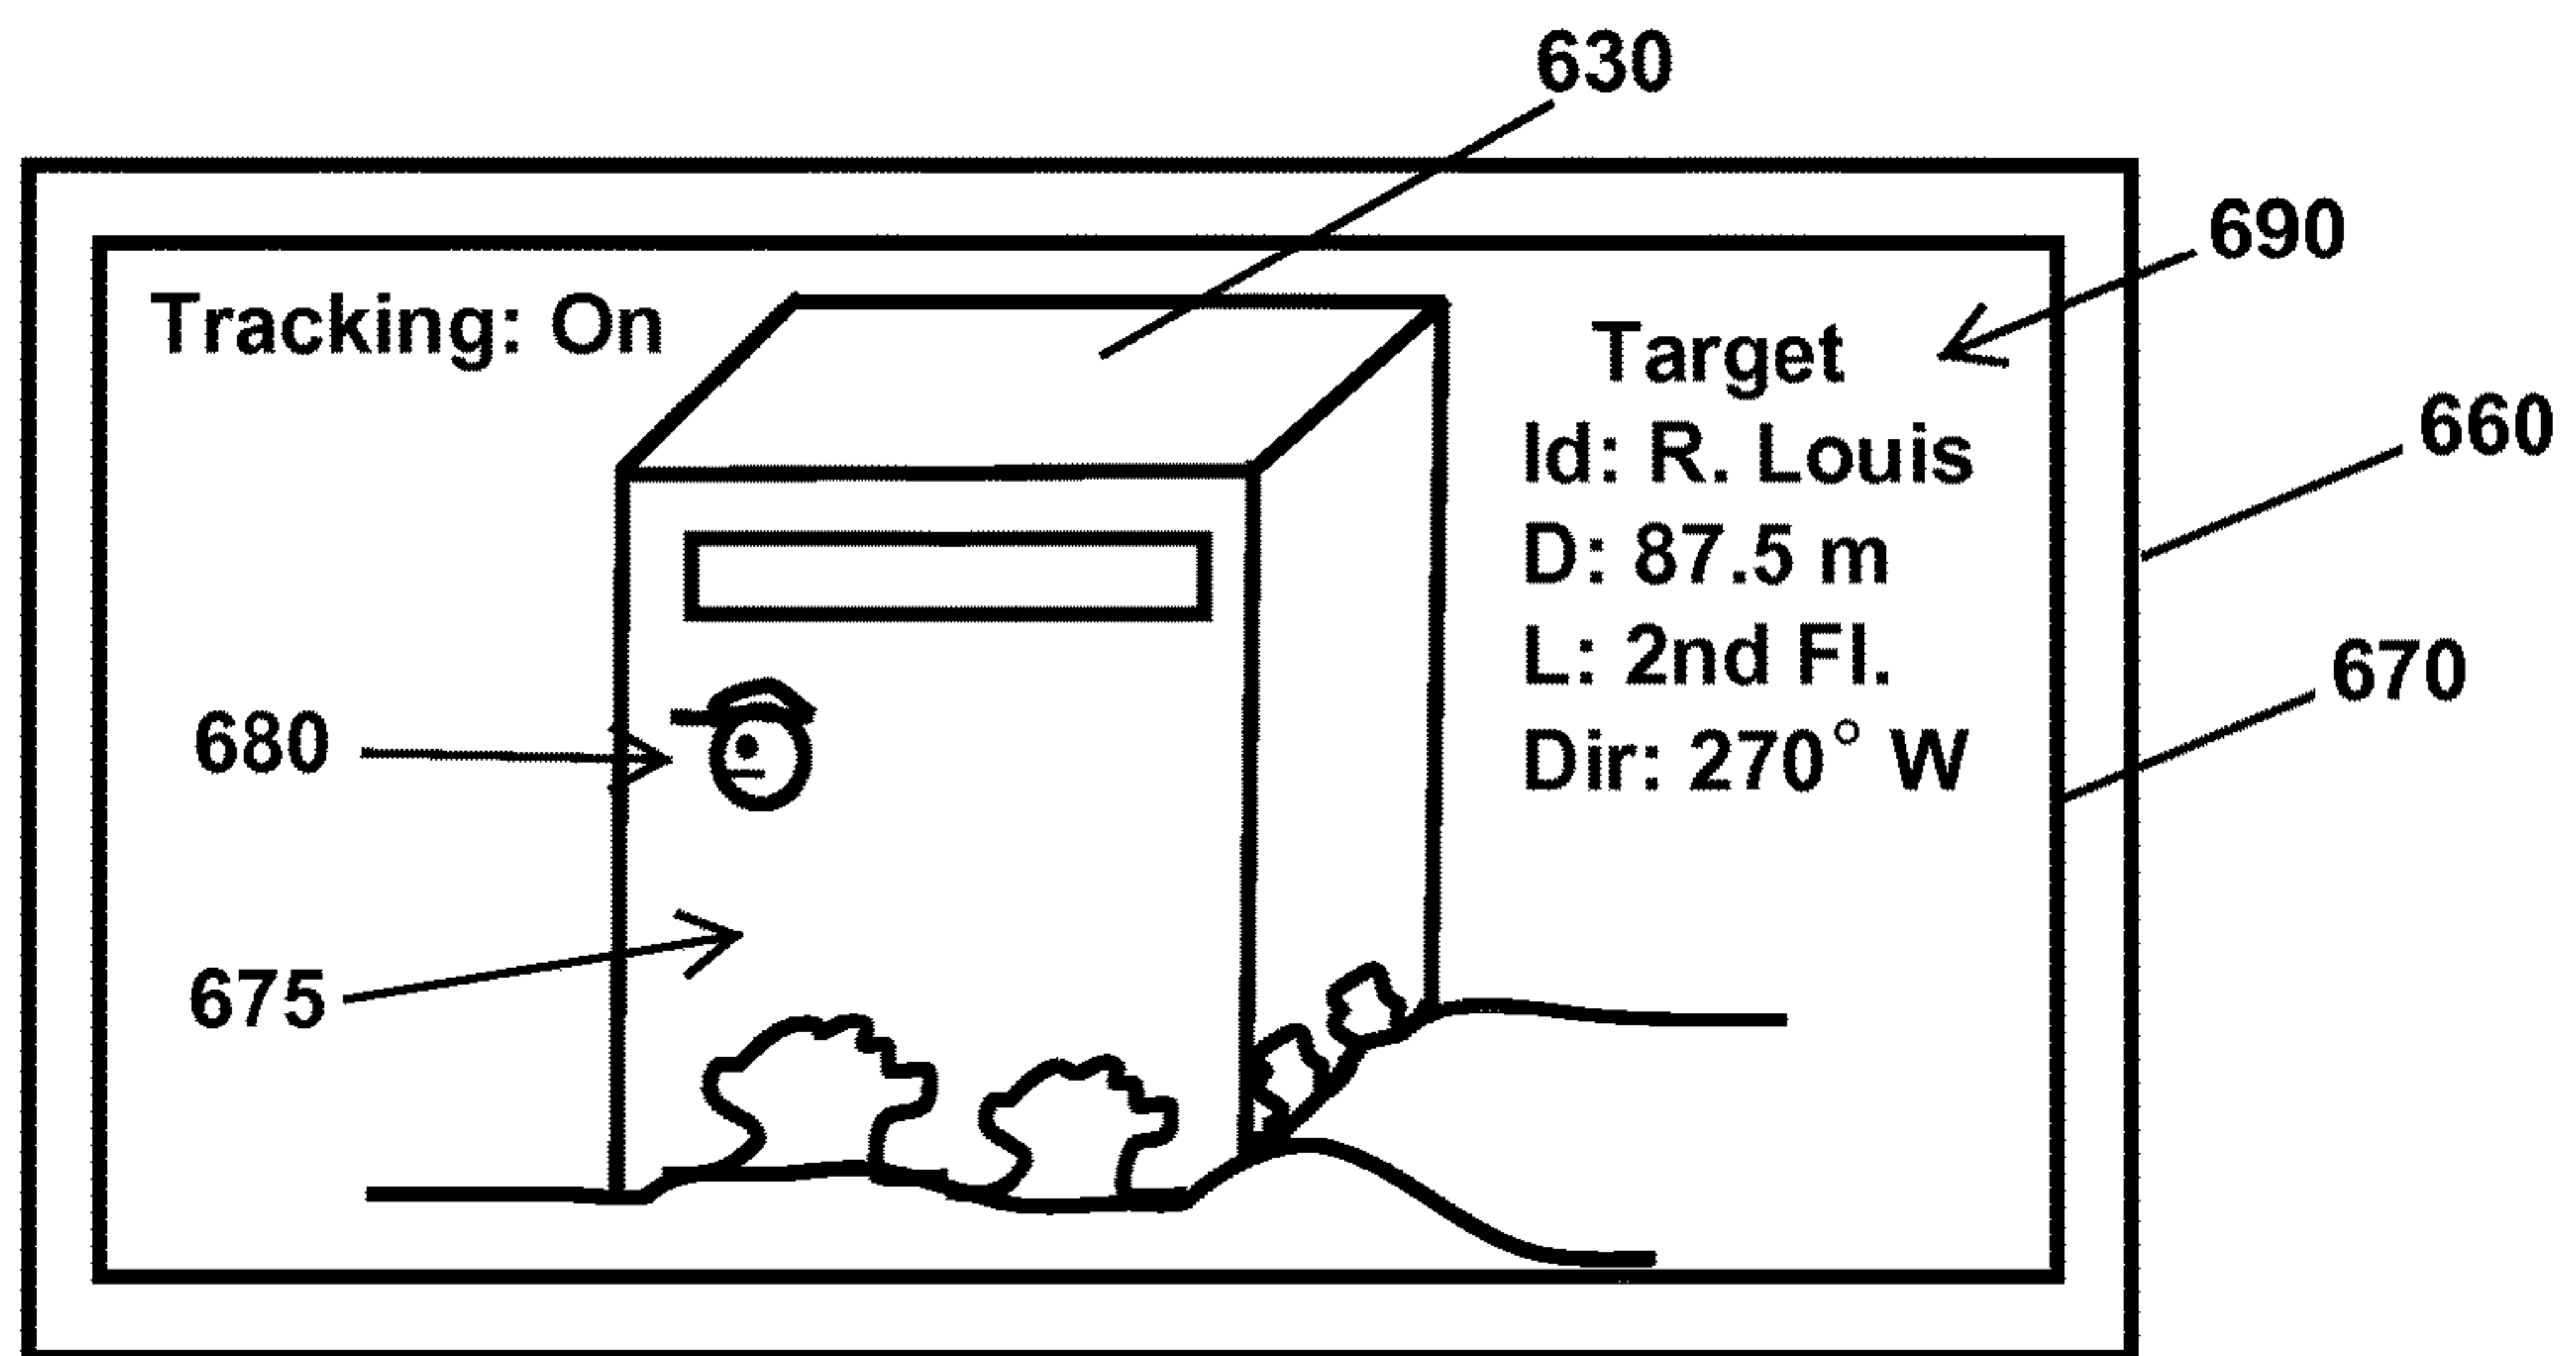 630
690
Tracking: On
Target
Id: R. Louis
660
D: 87.5 m
L: 2nd Fl.
670
680
Dir: 270° W
675